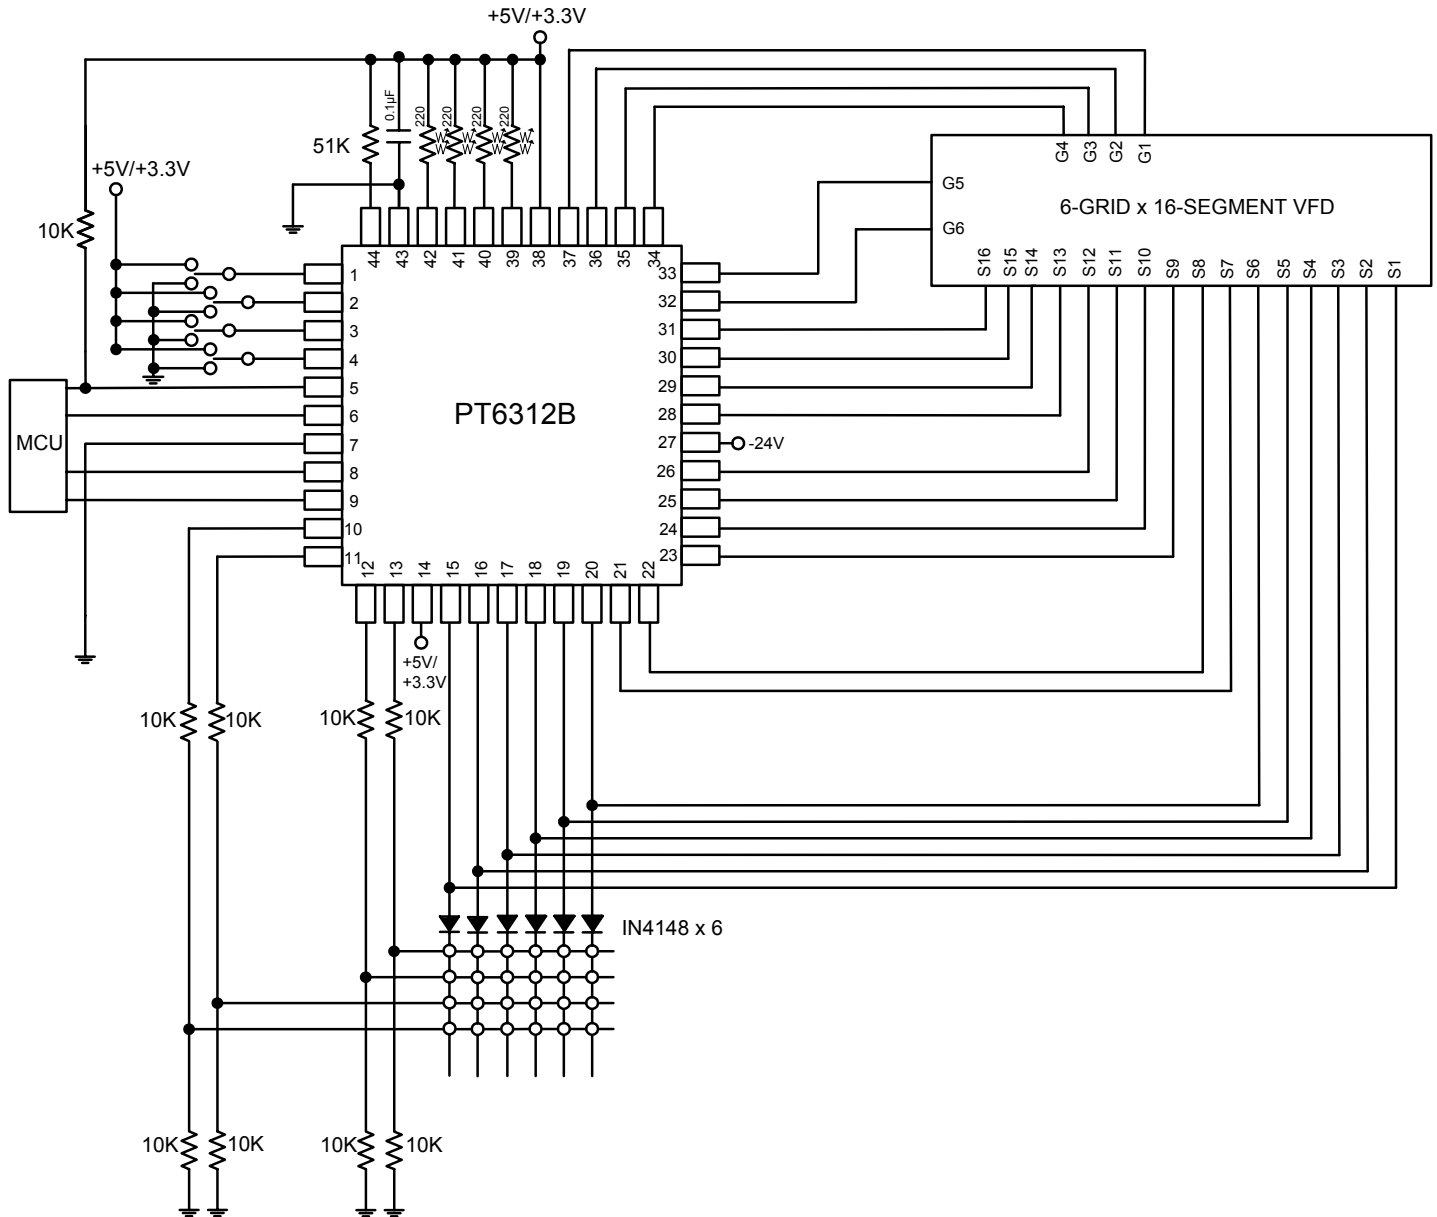 +5V/+3.3V
0.1µF
220
220
220
220
51K
+5V/+3.3V
10K
G4
G3
G2
G1
G5
G6
6-GRID x 16-SEGMENT VFD
S16
S15
S14
S13
S12
S11
S10
S9
S8
S7
S6
S5
S4
S3
S2
S1
44
43
42
41
40
39
38
37
36
35
34
1
2
3
4
5
6
7
8
9
10
11
33
32
31
30
29
28
27
26
25
24
23
PT6312B
MCU
-24V
12
13
14
15
16
17
18
19
20
21
22
+5V/
+3.3V
10K
10K
10K
10K
IN4148 x 6
10K
10K
10K
10K